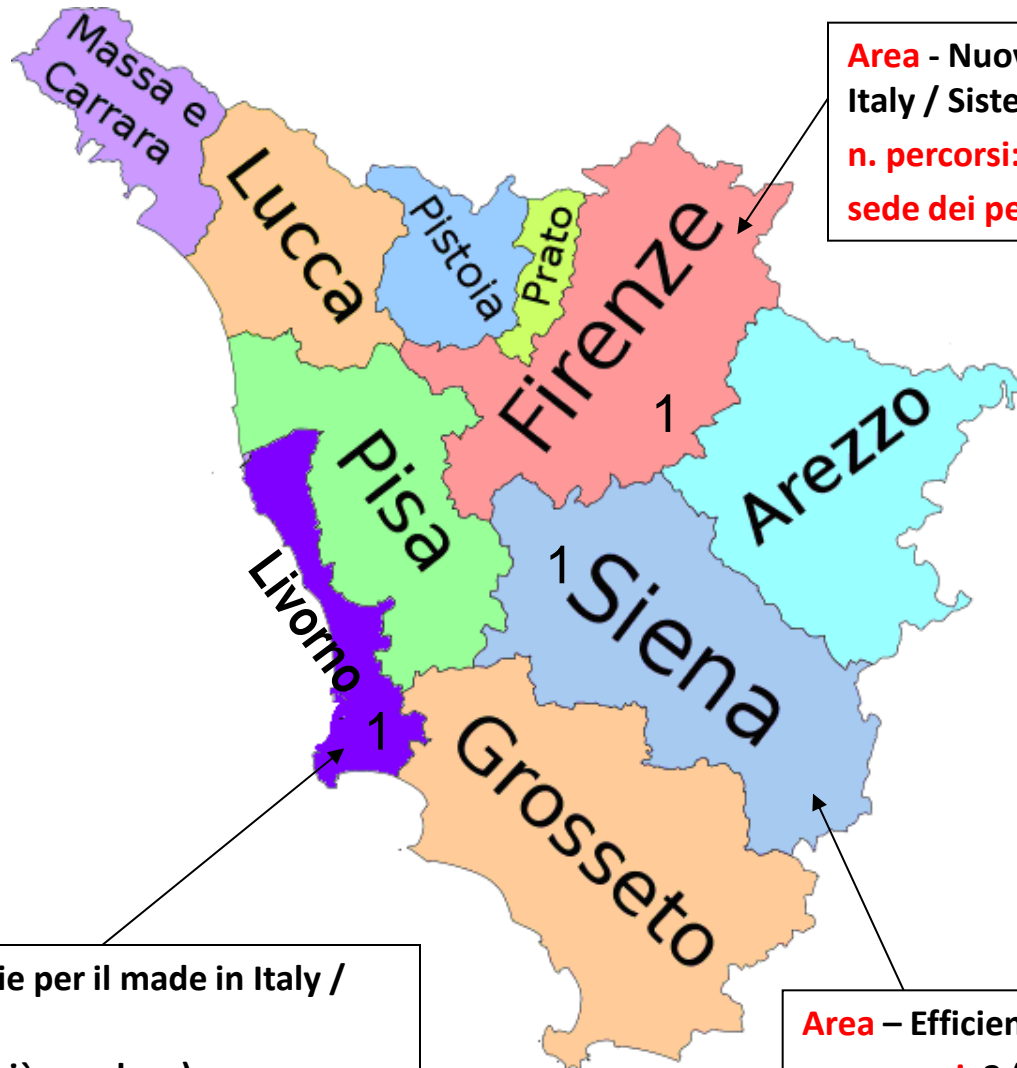 Massa e
Carrara
Lucca
Pistoia
Prato
Firenze
1
Area - Nuov
Italy / Siste
n. percorsi:
sede dei pe
Arezzo
Pisa
Livorno
1
1
Siena
Grosseto
ie per il made in Italy /
Area – Efficien